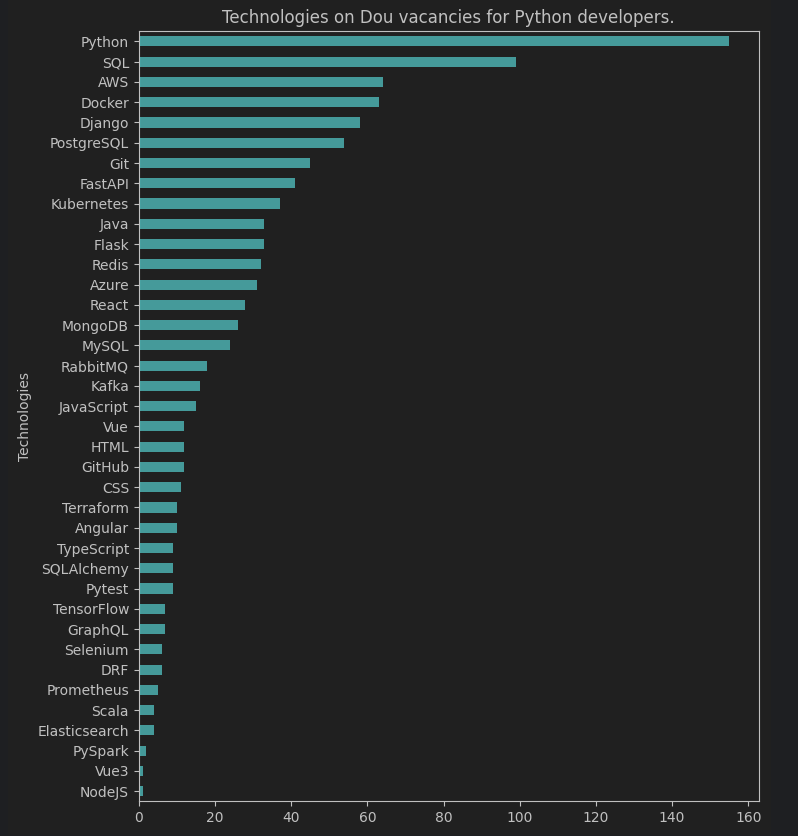 Technologies on Dou vacancies for Python developers.
Python
SQL
AWS
Docker
Django
PostgreSQL
Git
FastAPI
Kubernetes
Java
Flask
Redis
Azure
React
MongoDB
MySQL
RabbitMQ
Kafka
JavaScript
Vue
HTML
GitHub
CSS
Terraform
Angular
TypeScript
SQLAlchemy
Pytest
TensorFlow
GraphQL
Selenium
DRF
Prometheus
Scala
Elasticsearch
PySpark
Vue3
NodeJS
Technologies
0 20 40 60 80 100 120 140 160